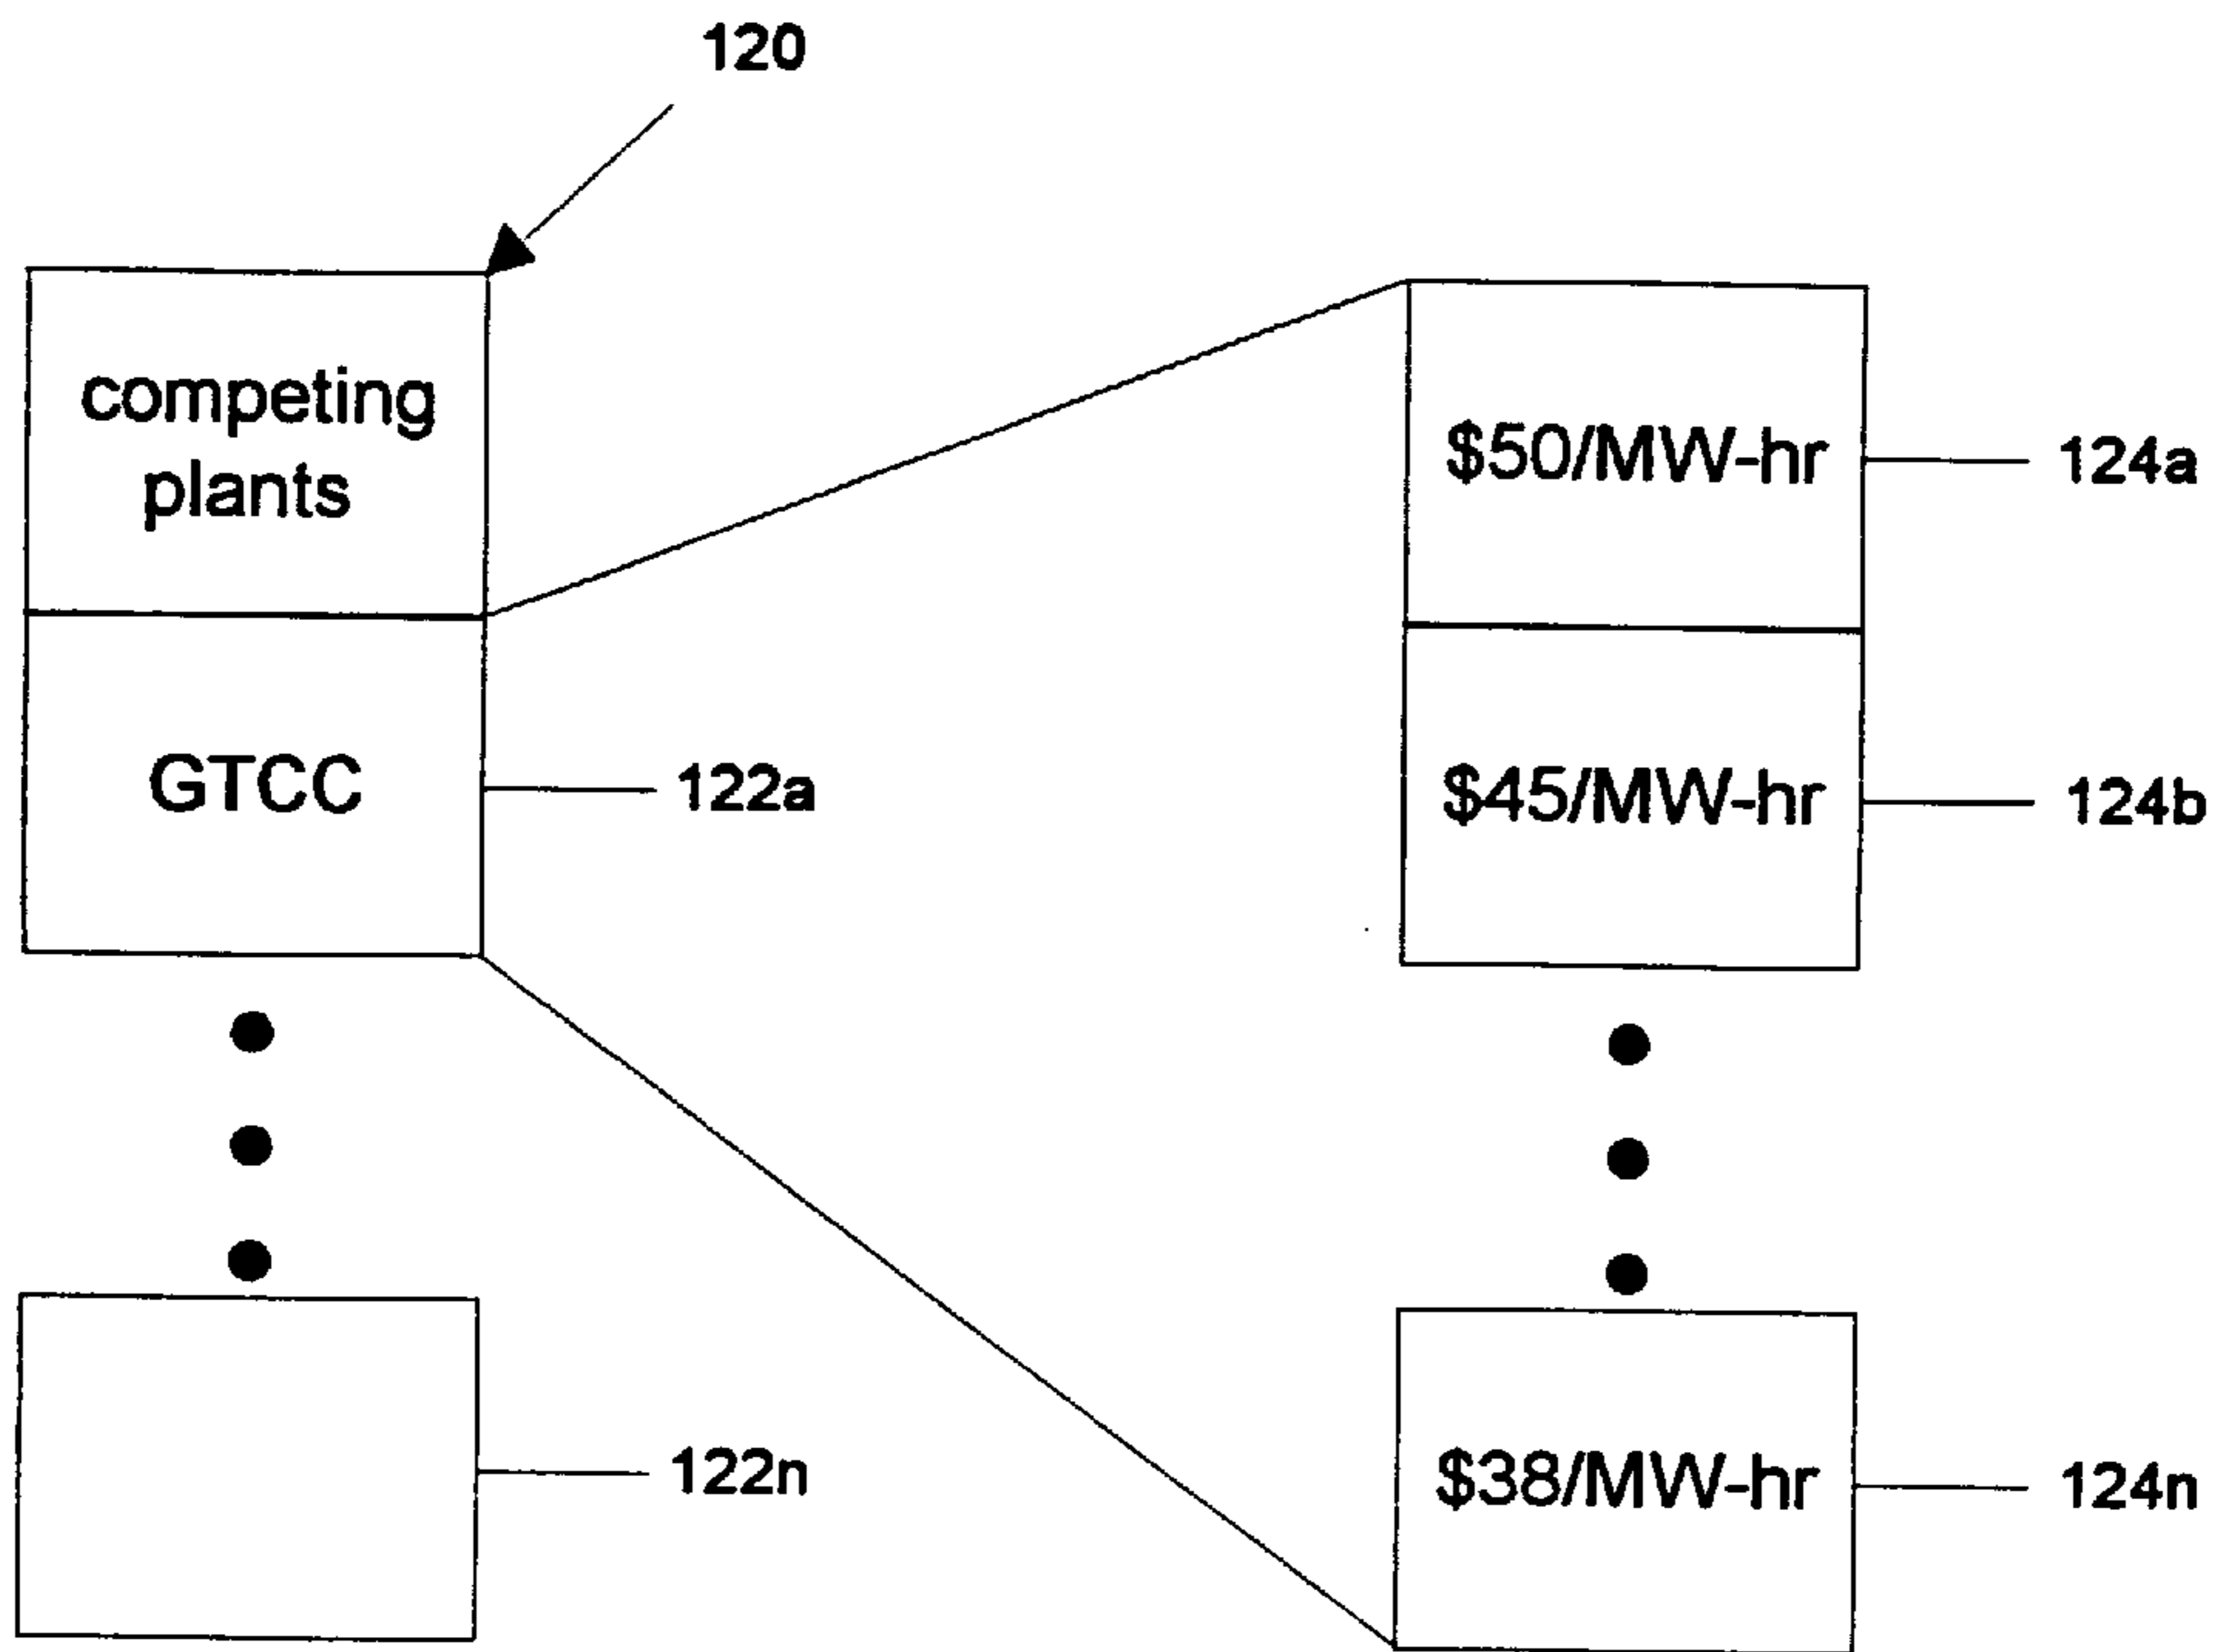 120
competing
plants
GTCC
122a
122n
$50/MW-hr
124a
$45/MW-hr
124b
$38/MW-hr
124n